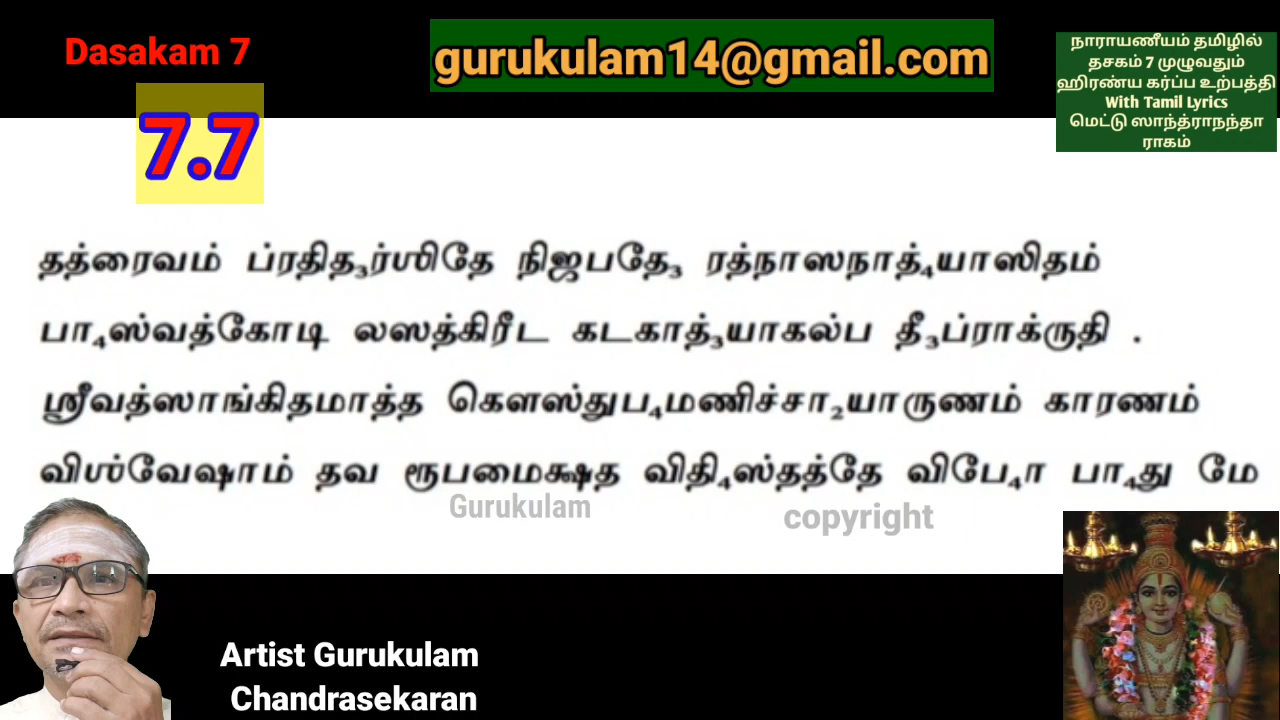 Dasakam 7
gurukulam14@gmail.com
நாராயணீயம் தமிழில்
தசகம் 7 முழுவதும்
ஹிரண்ய கர்ப்ப உற்பத்தி
With Tamil Lyrics
மெட்டு ஸாந்த்ராநந்தா
ராகம்
7.7
தத்ரைவம் ப்ரதித₃ர்ஶிதே நிஜபதே₃ ரத்நாஸநாத்₄யாஸிதம்
பா₄ஸ்வத்கோடி லஸத்கிரீட கடகாத்₃யாகல்ப தீ₃ப்ராக்ருதி .
ஶ்ரீவத்ஸாங்கிதமாத்த கௌஸ்துப₄மணிச்சா₂யாருணம் காரணம்
விஶ்வேஷாம் தவ ரூபமைக்ஷத விதி₄ஸ்தத்தே விபே₄ா பா₄து மே
Gurukulam
copyright
Artist Gurukulam
Chandrasekaran